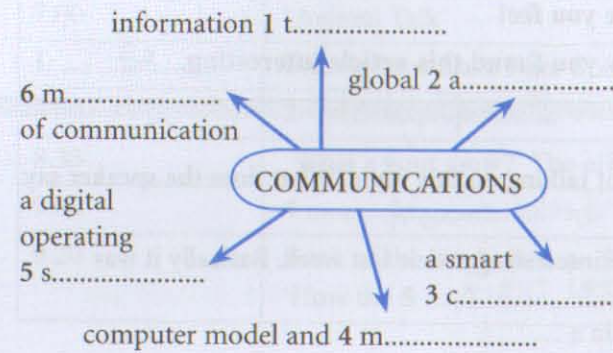 information 1 t..................
global 2 a..................
6 m..................
of communication
COMMUNICATIONS
a digital
operating
5 s..................
a smart
3 c..................
computer model and 4 m..................